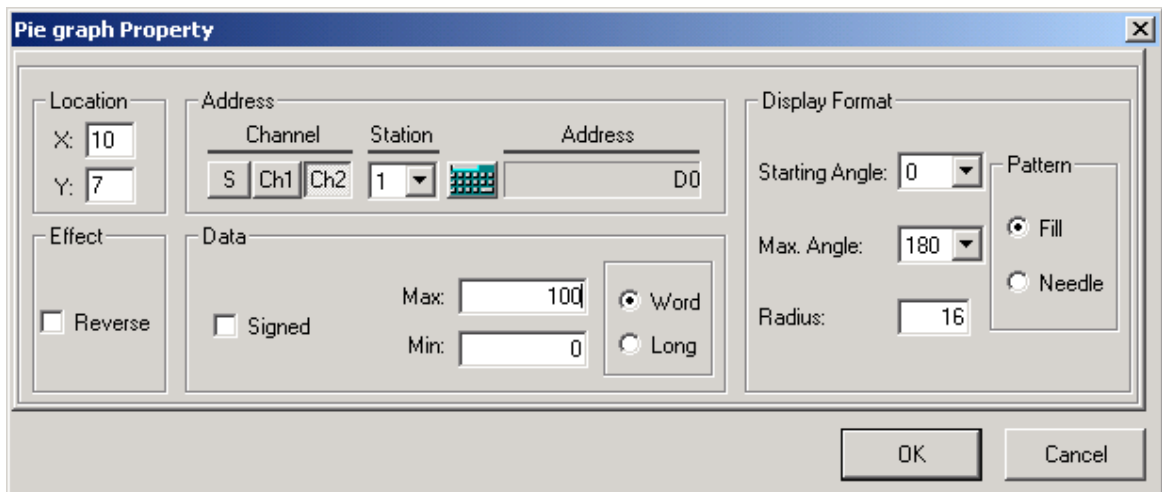 Pie graph Property
Location
X: 10
Y: 7
Address
Channel Station Address
S Ch1 Ch2 1 D0
Effect
Reverse
Data
Signed
Max: 100
Min: 0
Word
Long
Display Format
Starting Angle: 0
Max. Angle: 180
Radius: 16
Pattern
Fill
Needle
OK Cancel